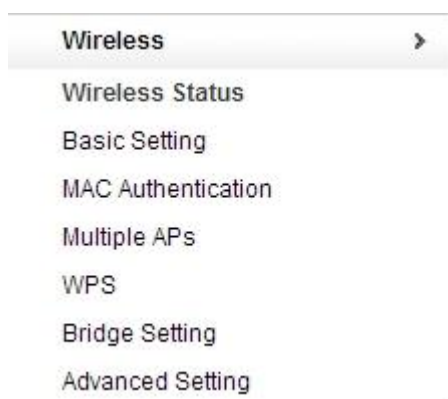 Wireless
Wireless Status
Basic Setting
MAC Authentication
Multiple APs
WPS
Bridge Setting
Advanced Setting